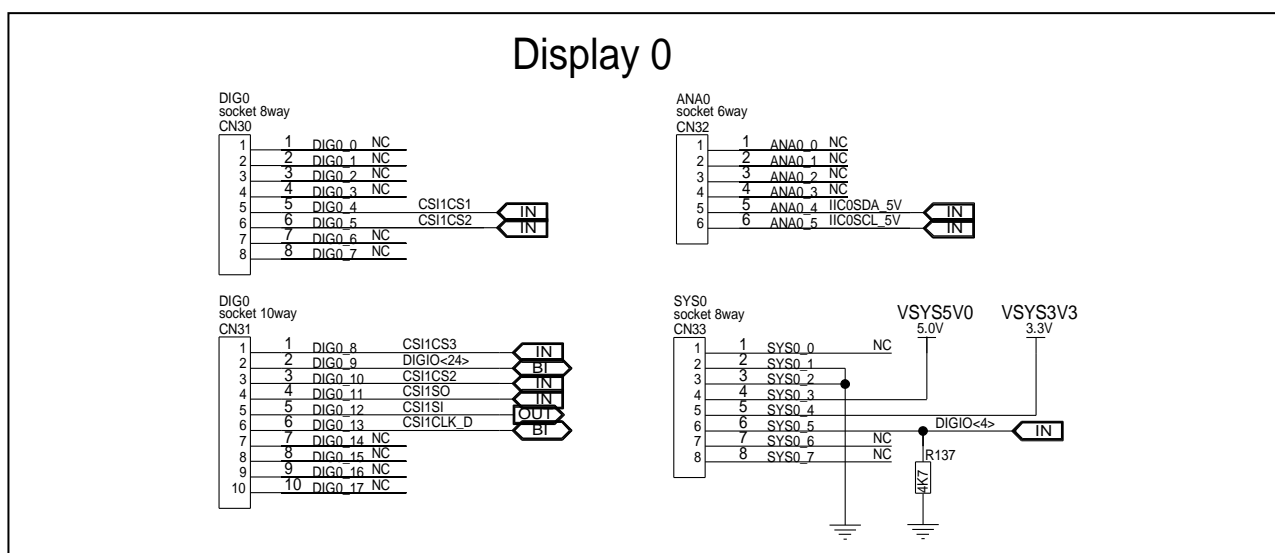 Display 0
DIG0
socket 8way
CN30
1 1 DIG0_0 NC
2 2 DIG0_1 NC
3 3 DIG0_2 NC
4 4 DIG0_3 NC
5 5 DIG0_4 CSI1CS1 IN
6 6 DIG0_5 CSI1CS2 IN
7 7 DIG0_6 NC
8 8 DIG0_7 NC
ANA0
socket 6way
CN32
1 1 ANA0_0 NC
2 2 ANA0_1 NC
3 3 ANA0_2 NC
4 4 ANA0_3 NC
5 5 ANA0_4 IIC0SDA_5V IN
6 6 ANA0_5 IIC0SCL_5V IN
DIG0
socket 10way
CN31
1 1 DIG0_8 CSI1CS3 IN
2 2 DIG0_9 DIGIO<24> BI
3 3 DIG0_10 CSI1CS2 IN
4 4 DIG0_11 CSI1SO IN
5 5 DIG0_12 CSI1SI OUT
6 6 DIG0_13 CSI1CLK_D BI
7 7 DIG0_14 NC
8 8 DIG0_15 NC
9 9 DIG0_16 NC
10 10 DIG0_17 NC
SYS0
socket 8way
CN33
VSYS5V0
5.0V
VSYS3V3
3.3V
1 1 SYS0_0 NC
2 2 SYS0_1
3 3 SYS0_2
4 4 SYS0_3
5 5 SYS0_4
6 6 SYS0_5 DIGIO<4> IN
7 7 SYS0_6 NC
8 8 SYS0_7 NC
R137
4K7